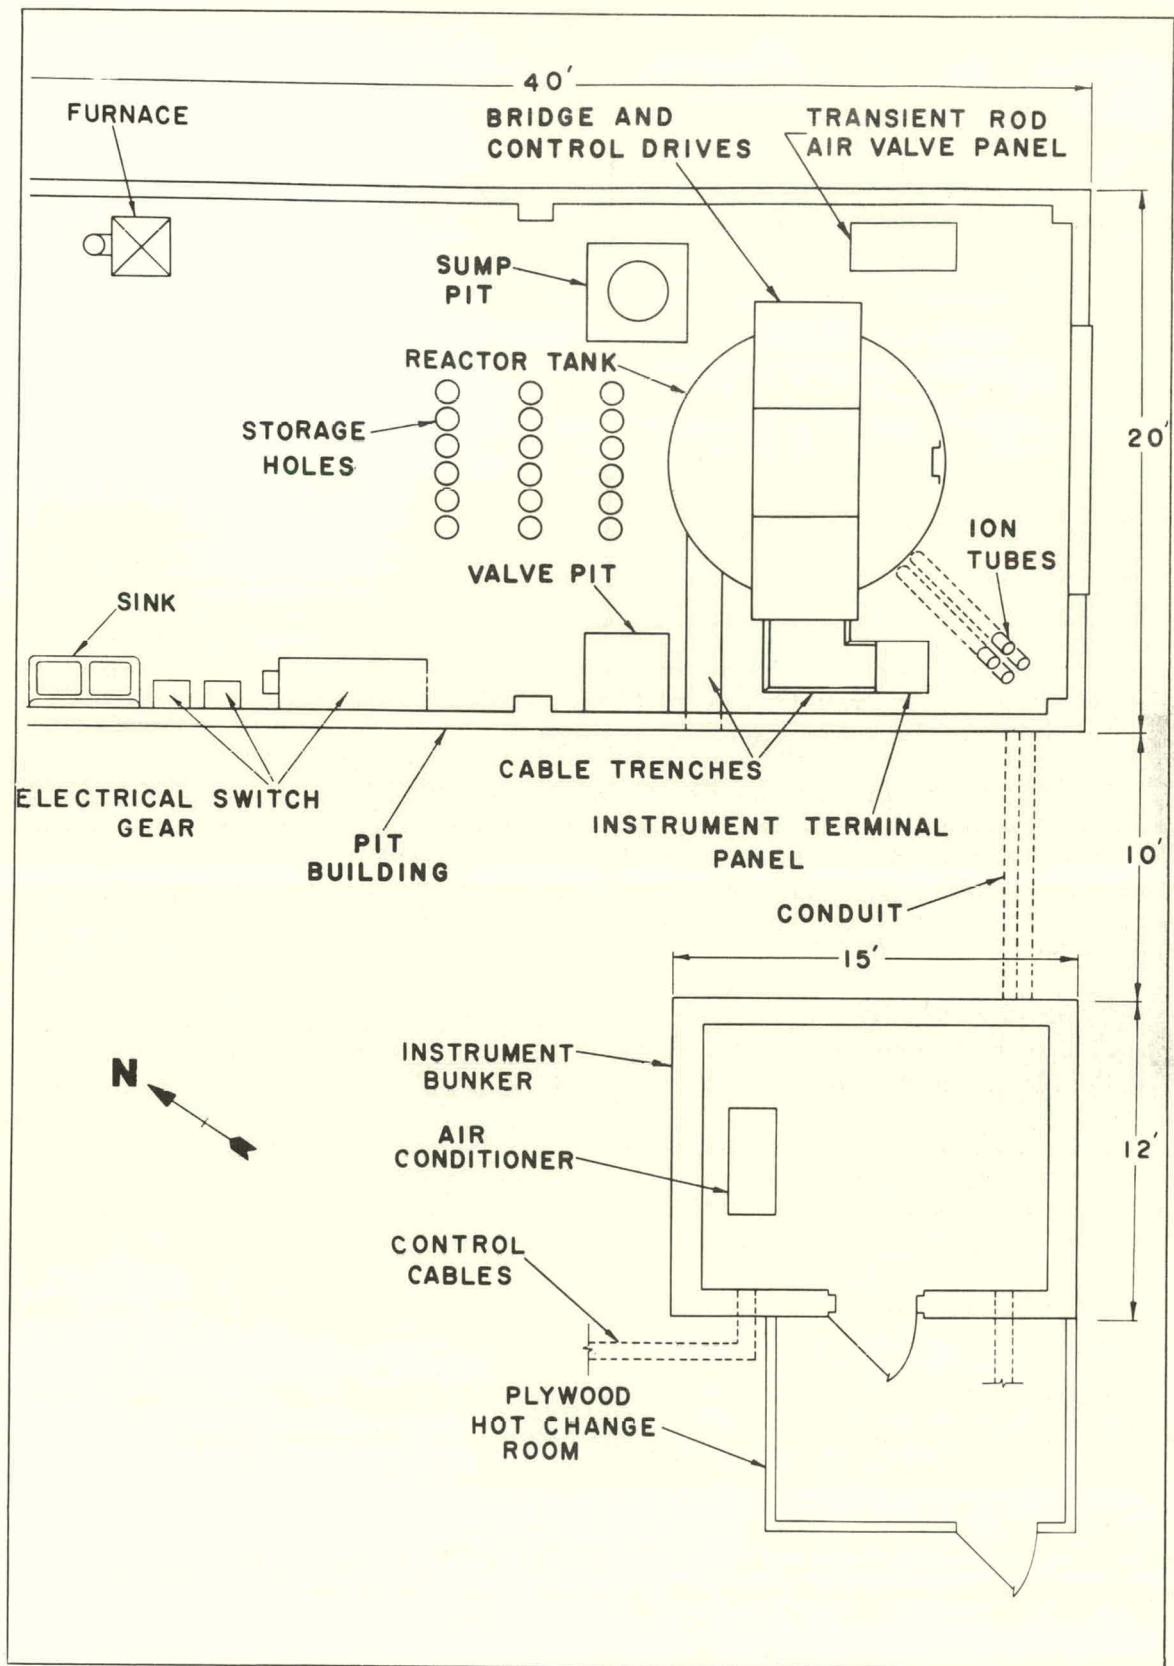 40'
FURNACE
BRIDGE AND
CONTROL DRIVES
TRANSIENT ROD
AIR VALVE PANEL
SUMP
PIT
REACTOR TANK
STORAGE
HOLES
20'
ION
TUBES
VALVE PIT
SINK
CABLE TRENCHES
ELECTRICAL SWITCH
GEAR
PIT
BUILDING
INSTRUMENT TERMINAL
PANEL
10'
CONDUIT
15'
INSTRUMENT
BUNKER
N
AIR
CONDITIONER
12'
CONTROL
CABLES
PLYWOOD
HOT CHANGE
ROOM